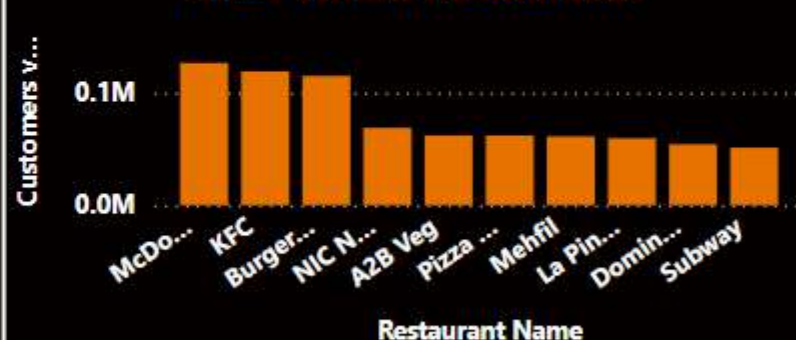 Customers v...
0.1M
0.0M
McDo...
KFC
Burger...
NIC N...
A2B Veg
Pizza ...
Mehfil
La Pin...
Domin...
Subway
Restaurant Name